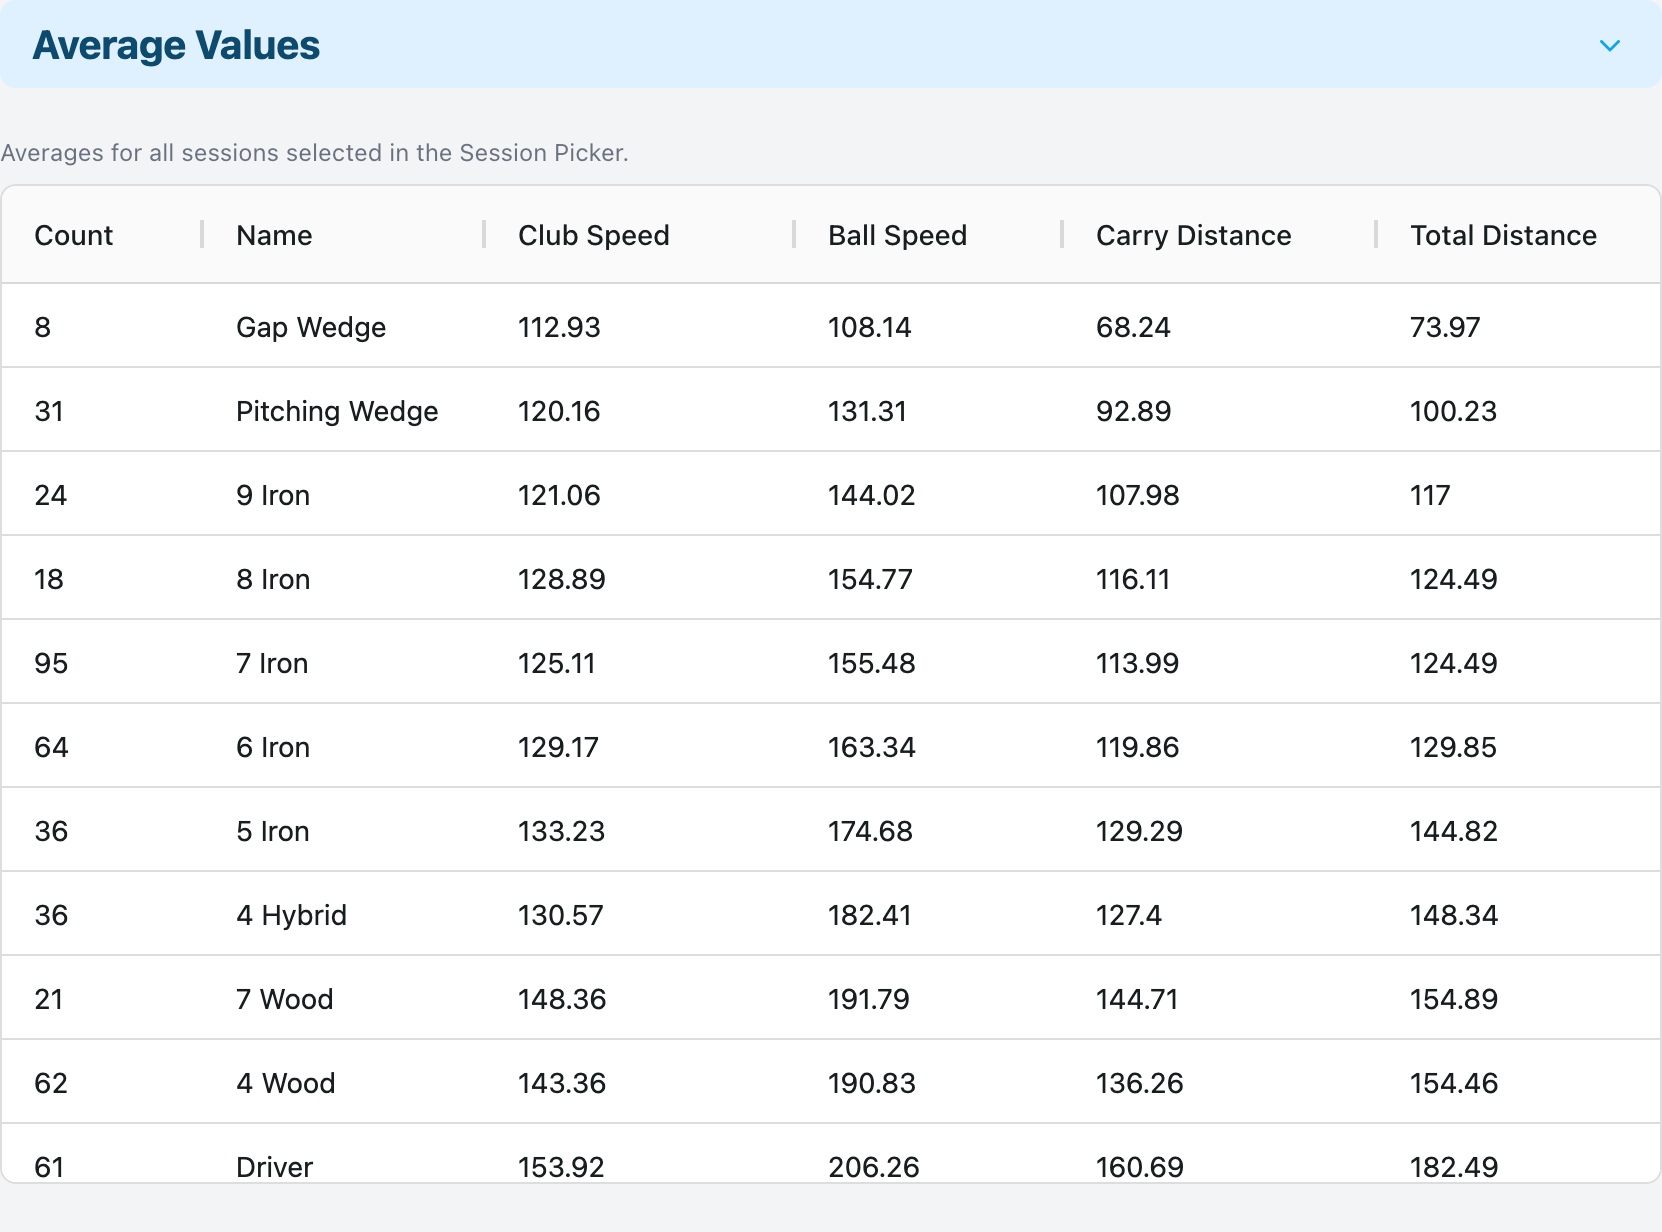 Average Values
Averages for all sessions selected in the Session Picker.
Count Name Club Speed Ball Speed Carry Distance Total Distance
8 Gap Wedge 112.93 108.14 68.24 73.97
31 Pitching Wedge 120.16 131.31 92.89 100.23
24 9 Iron 121.06 144.02 107.98 117
18 8 Iron 128.89 154.77 116.11 124.49
95 7 Iron 125.11 155.48 113.99 124.49
64 6 Iron 129.17 163.34 119.86 129.85
36 5 Iron 133.23 174.68 129.29 144.82
36 4 Hybrid 130.57 182.41 127.4 148.34
21 7 Wood 148.36 191.79 144.71 154.89
62 4 Wood 143.36 190.83 136.26 154.46
61 Driver 153.92 206.26 160.69 182.49